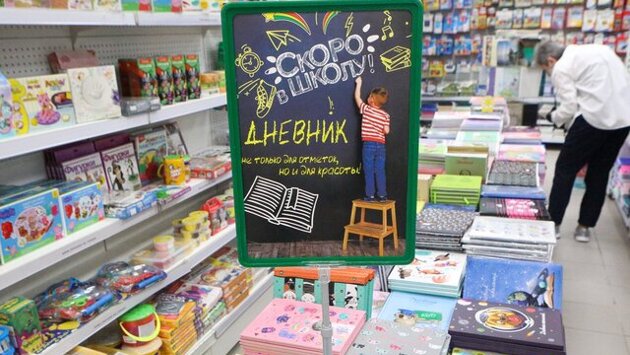 СКОРО
В ШКОЛУ!
ДНЕВНИК
не только для отметок,
но и для красоты!